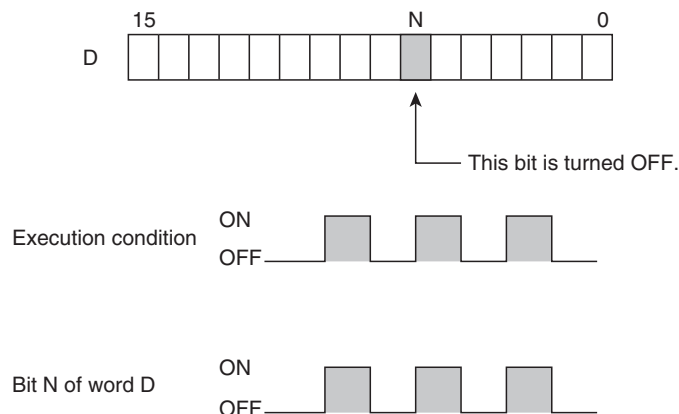 15 N 0
D
This bit is turned OFF.
ON
Execution condition
OFF
ON
Bit N of word D
OFF